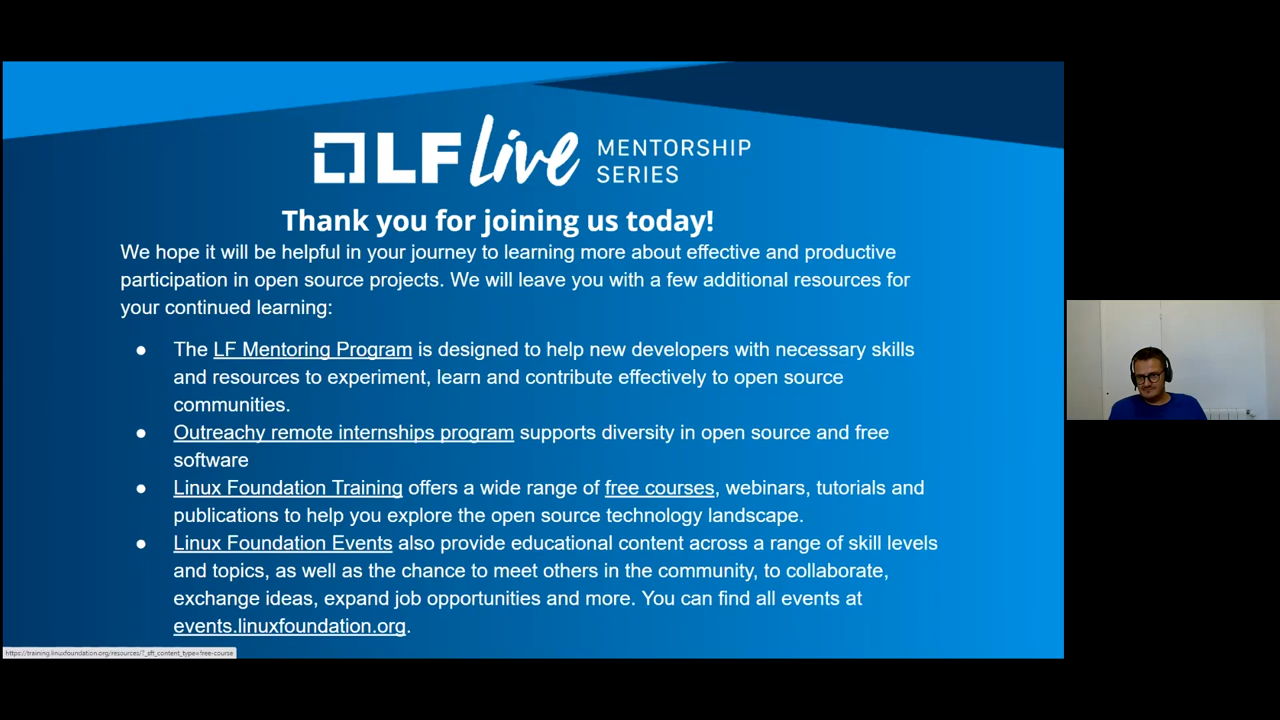 LF live MENTORSHIP
SERIES
Thank you for joining us today!
We hope it will be helpful in your journey to learning more about effective and productive
participation in open source projects. We will leave you with a few additional resources for
your continued learning:
● The LF Mentoring Program is designed to help new developers with necessary skills
and resources to experiment, learn and contribute effectively to open source
communities.
● Outreachy remote internships program supports diversity in open source and free
software
● Linux Foundation Training offers a wide range of free courses, webinars, tutorials and
publications to help you explore the open source technology landscape.
● Linux Foundation Events also provide educational content across a range of skill levels
and topics, as well as the chance to meet others in the community, to collaborate,
exchange ideas, expand job opportunities and more. You can find all events at
events.linuxfoundation.org.
https://training.linuxfoundation.org/resources/?_sft_content_type=free-course